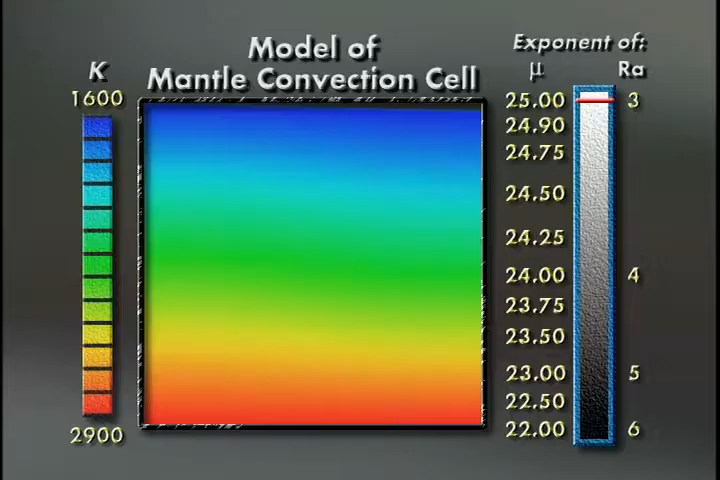 Model of
Mantle Convection Cell
K
1600
2900
Exponent of:
μ Ra
25.00 3
24.90
24.75
24.50
24.25
24.00 4
23.75
23.50
23.00 5
22.50
22.00 6